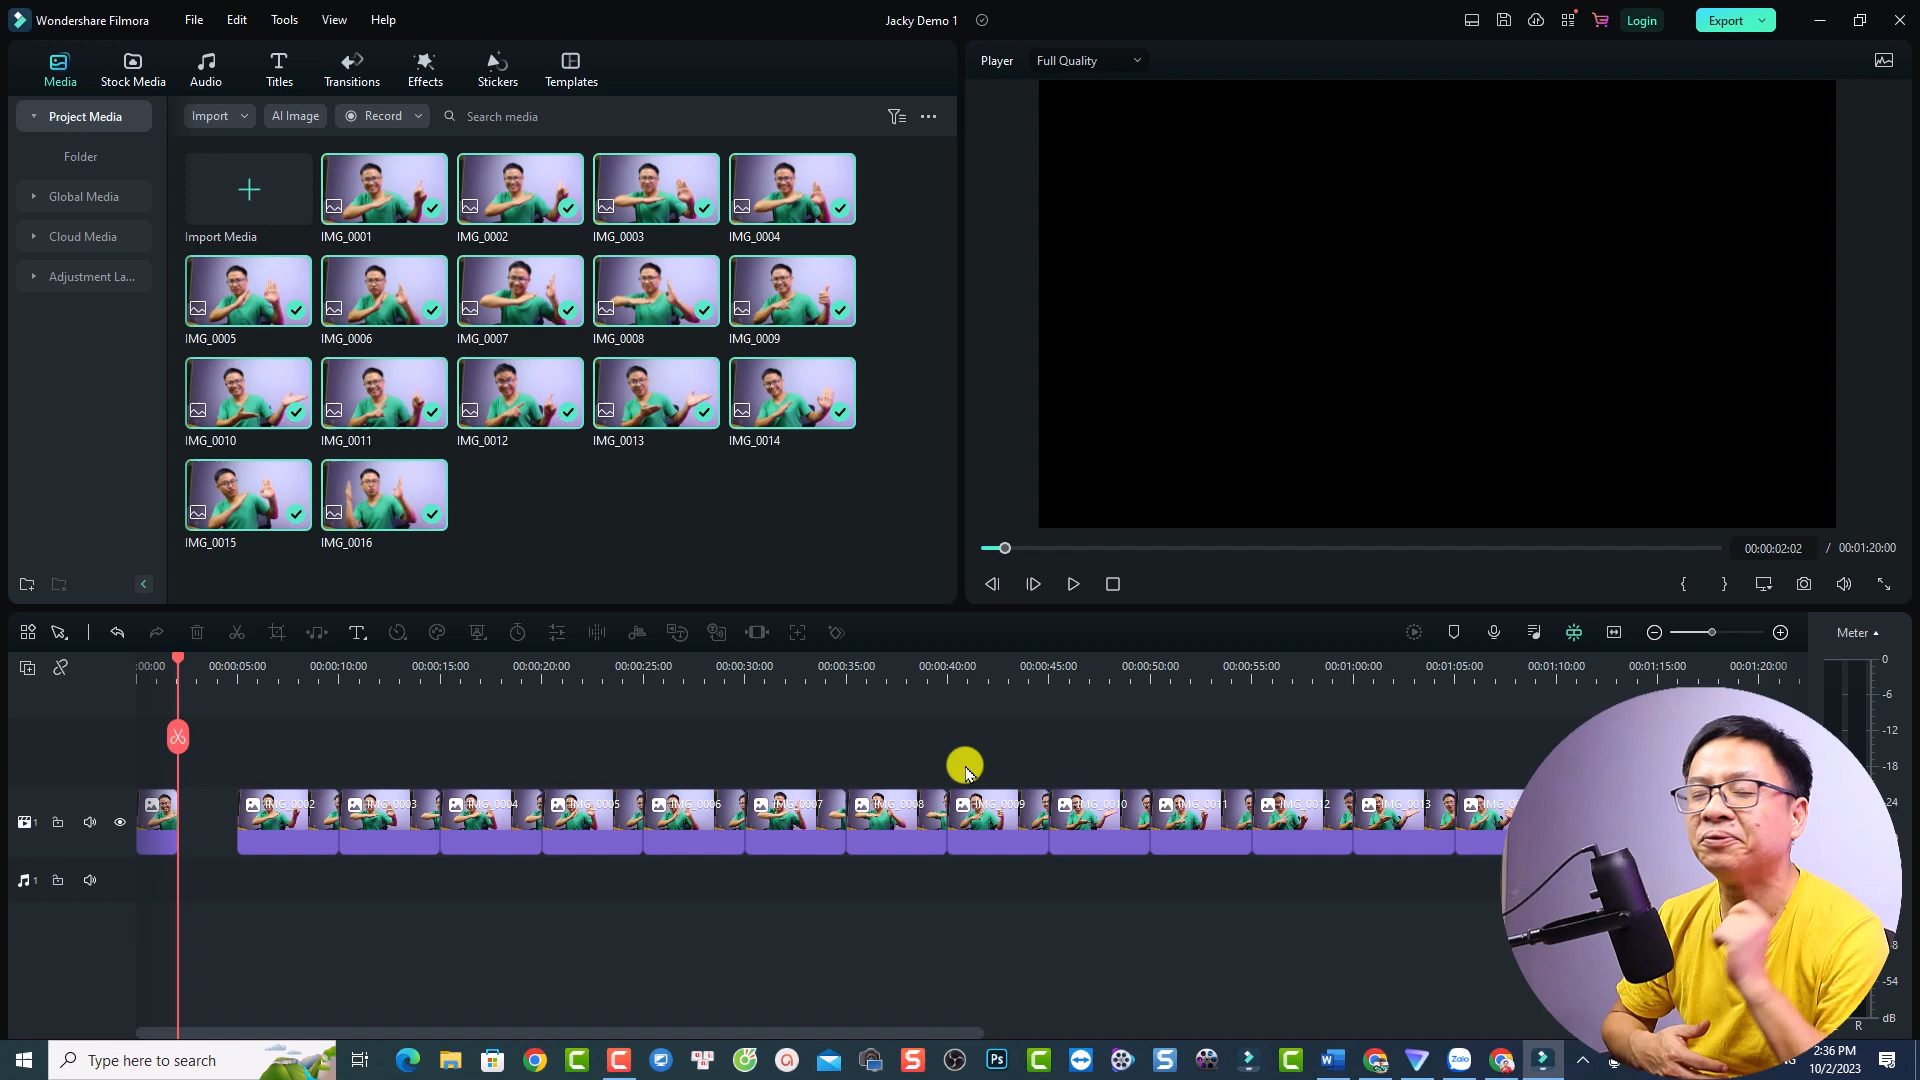 Wondershare Filmora
File
Edit
Tools
View
Help
Jacky Demo 1
Login
Export
Media
Stock Media
Audio
Titles
Transitions
Effects
Stickers
Templates
Player
Full Quality
Project Media
Folder
Global Media
Cloud Media
Adjustment La...
Import
AI Image
Record
Search media
Import Media
IMG_0001
IMG_0002
IMG_0003
IMG_0004
IMG_0005
IMG_0006
IMG_0007
IMG_0008
IMG_0009
IMG_0010
IMG_0011
IMG_0012
IMG_0013
IMG_0014
IMG_0015
IMG_0016
00:00:02:02 / 00:01:20:00
Meter
:00:00
00:00:05:00
00:00:10:00
00:00:15:00
00:00:20:00
00:00:25:00
00:00:30:00
00:00:35:00
00:00:40:00
00:00:45:00
00:00:50:00
00:00:55:00
00:01:00:00
00:01:05:00
00:01:10:00
00:01:15:00
00:01:20:00
0
-6
-12
-18
-24
-54
dB
R
IMG_0002
IMG_0003
IMG_0004
IMG_0005
IMG_0006
IMG_0007
IMG_0008
IMG_0009
IMG_0010
IMG_0011
IMG_0012
IMG_0013
1
1
Type here to search
Ps
Zalo
2:36 PM
10/2/2023